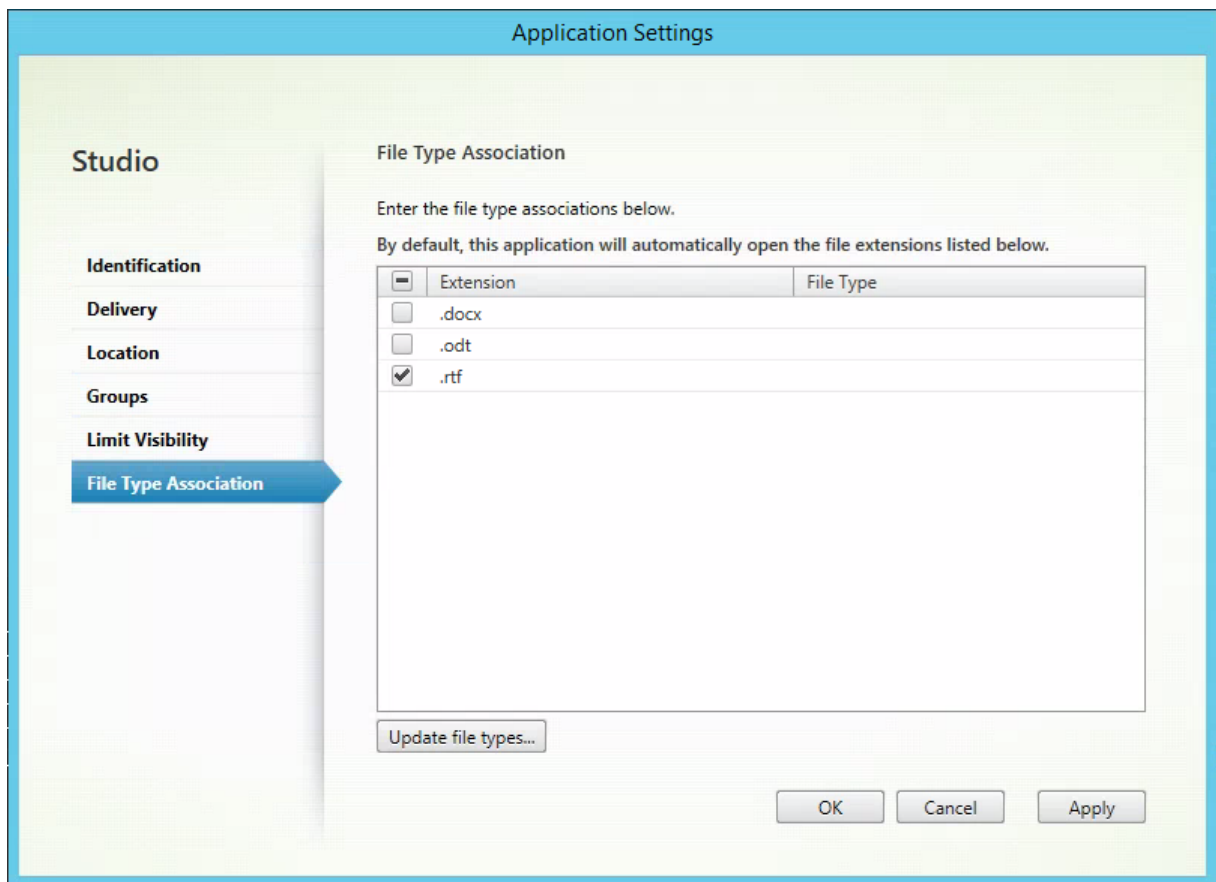 Application Settings
Studio
Identification
Delivery
Location
Groups
Limit Visibility
File Type Association
File Type Association
Enter the file type associations below.
By default, this application will automatically open the file extensions listed below.
Extension File Type
.docx
.odt
.rtf
Update file types...
OK Cancel Apply